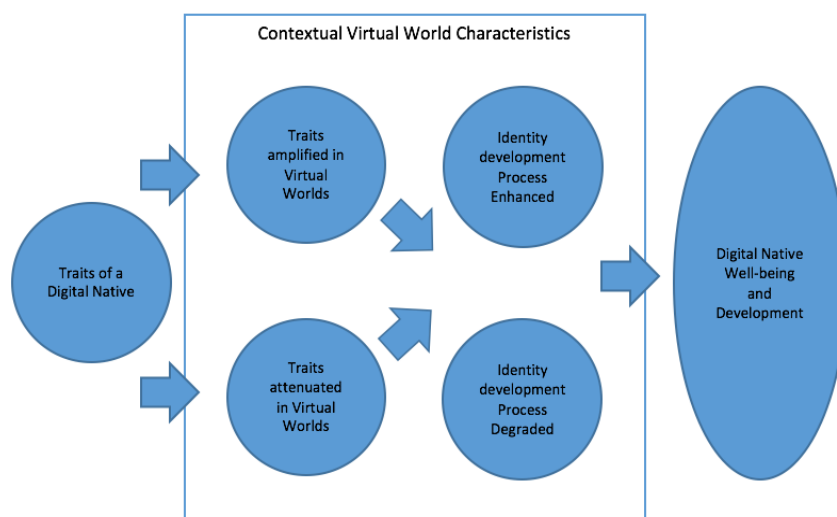 Contextual Virtual World Characteristics
Traits
amplified in
Virtual
Worlds
Identity
development
Process
Enhanced
Traits of a
Digital Native
Digital Native
Well-being
and
Development
Traits
attenuated
in Virtual
Worlds
Identity
development
Process
Degraded